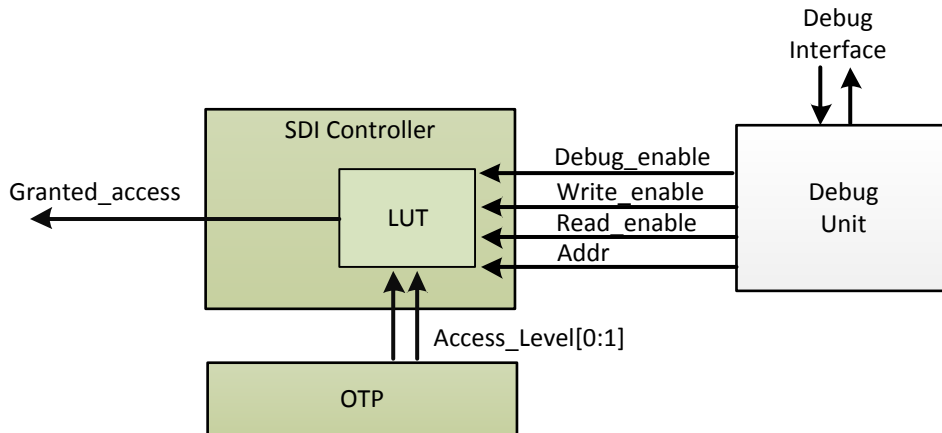 Debug
Interface
SDI Controller
Debug_enable
Granted_access
Write_enable
LUT
Read_enable
Debug
Unit
Addr
Access_Level[0:1]
OTP